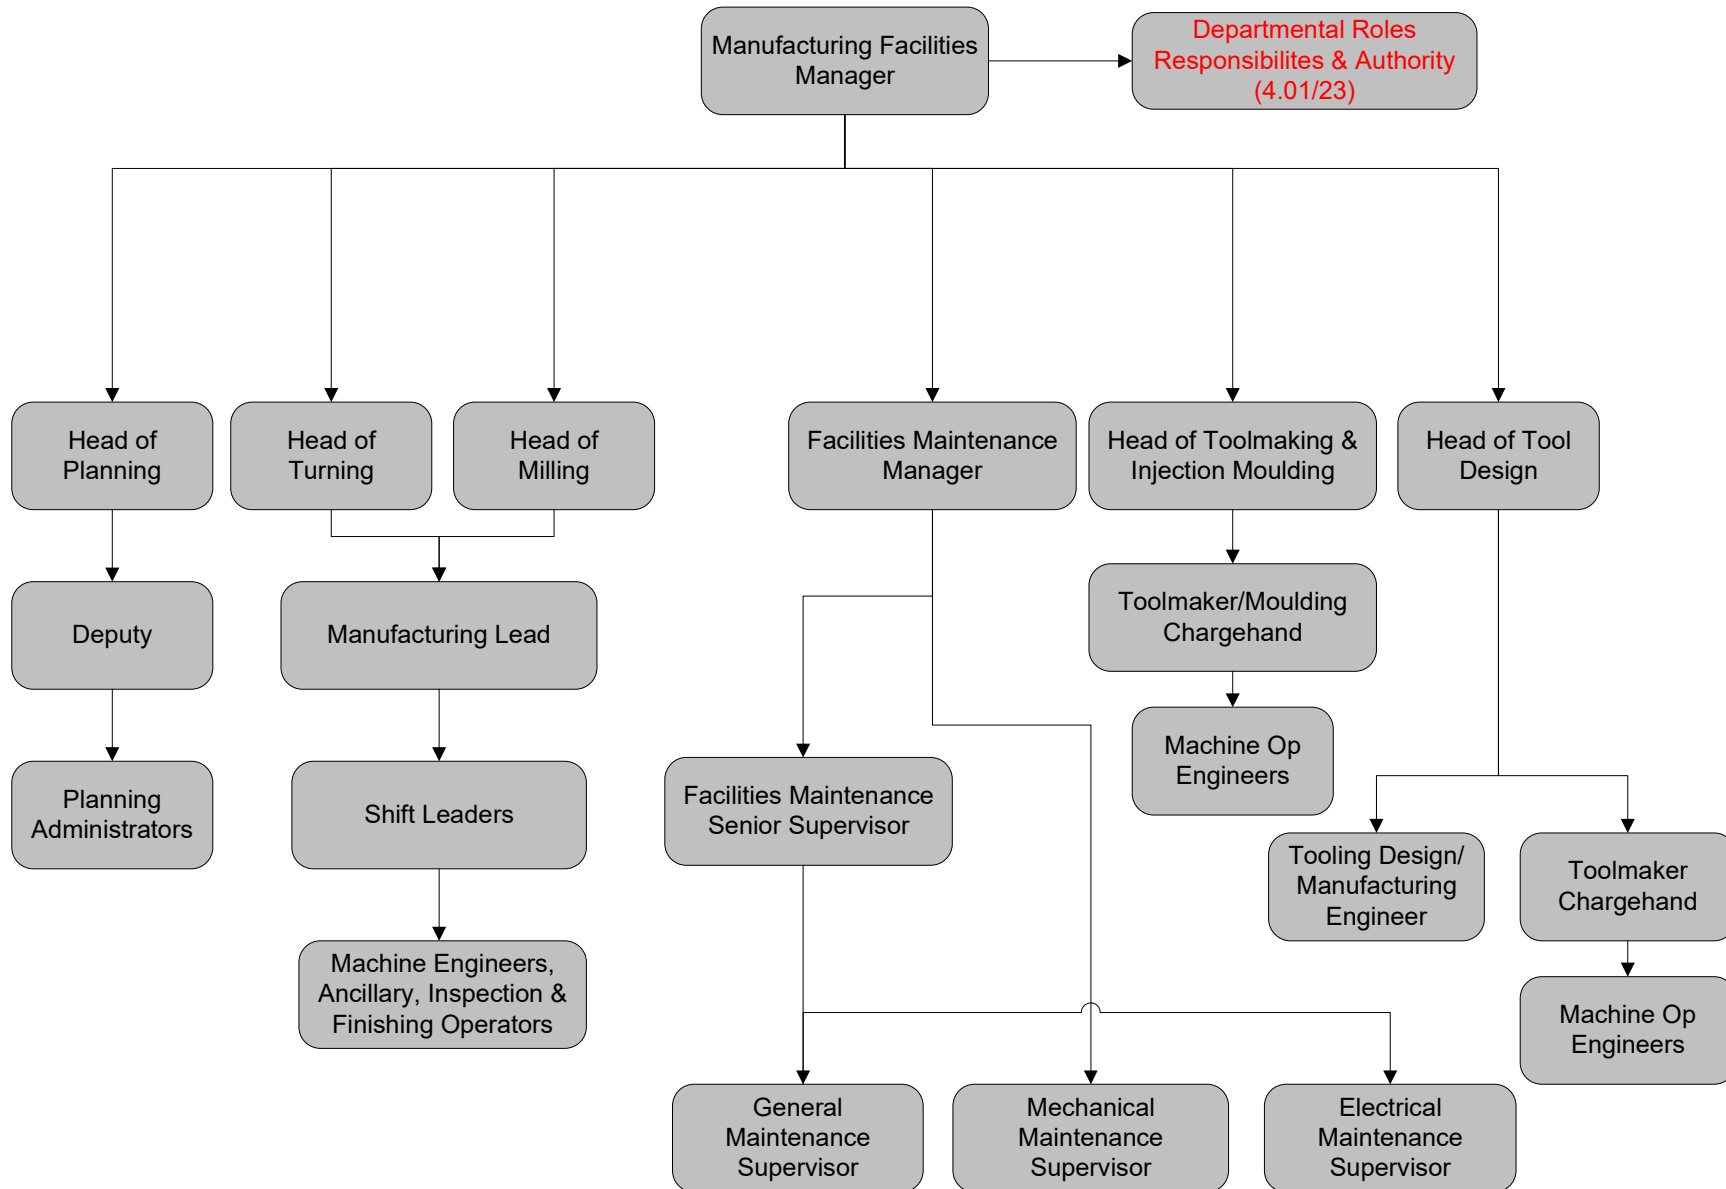 Manufacturing Facilities
Manager
Departmental Roles
Responsibilites & Authority
(4.01/23)
Head of
Planning
Head of
Turning
Head of
Milling
Facilities Maintenance
Manager
Head of Toolmaking &
Injection Moulding
Head of Tool
Design
Deputy
Manufacturing Lead
Toolmaker/Moulding
Chargehand
Planning
Administrators
Shift Leaders
Facilities Maintenance
Senior Supervisor
Machine Op
Engineers
Tooling Design/
Manufacturing
Engineer
Toolmaker
Chargehand
Machine Engineers,
Ancillary, Inspection &
Finishing Operators
Machine Op
Engineers
General
Maintenance
Supervisor
Mechanical
Maintenance
Supervisor
Electrical
Maintenance
Supervisor